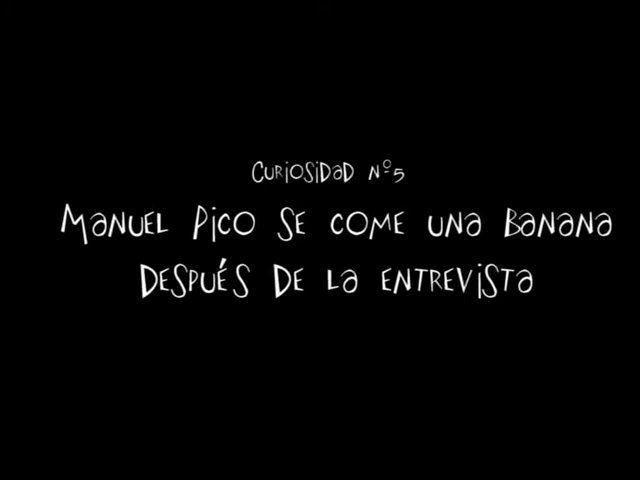 Curiosidad nº5
Manuel Pico se come una banana
después de la entrevista